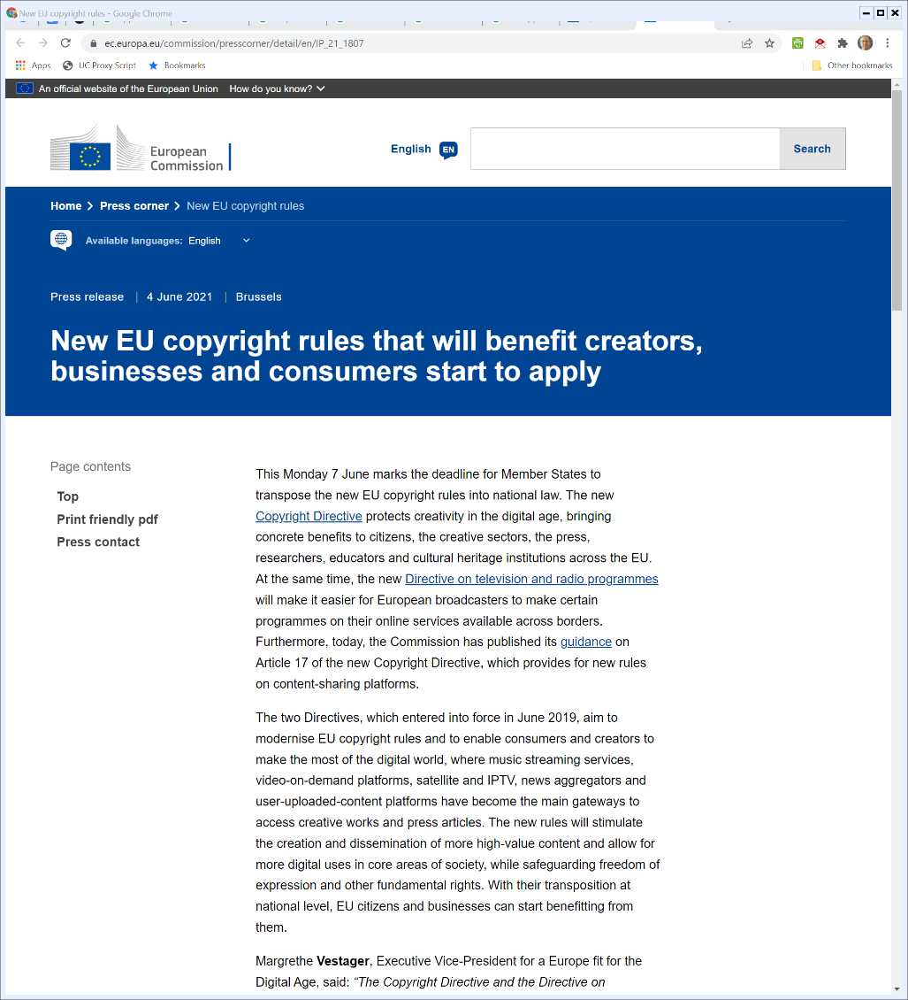 New EU copyright rules - Google Chrome
ec.europa.eu/commission/presscorner/detail/en/IP_21_1807
Apps UC Proxy Script Bookmarks Other bookmarks
An official website of the European Union How do you know?
European
Commission
English EN Search
Home Press corner New EU copyright rules
Available languages: English
Press release | 4 June 2021 | Brussels
New EU copyright rules that will benefit creators,
businesses and consumers start to apply
Page contents
Top
Print friendly pdf
Press contact
This Monday 7 June marks the deadline for Member States to
transpose the new EU copyright rules into national law. The new
Copyright Directive protects creativity in the digital age, bringing
concrete benefits to citizens, the creative sectors, the press,
researchers, educators and cultural heritage institutions across the EU.
At the same time, the new Directive on television and radio programmes
will make it easier for European broadcasters to make certain
programmes on their online services available across borders.
Furthermore, today, the Commission has published its guidance on
Article 17 of the new Copyright Directive, which provides for new rules
on content-sharing platforms.
The two Directives, which entered into force in June 2019, aim to
modernise EU copyright rules and to enable consumers and creators to
make the most of the digital world, where music streaming services,
video-on-demand platforms, satellite and IPTV, news aggregators and
user-uploaded-content platforms have become the main gateways to
access creative works and press articles. The new rules will stimulate
the creation and dissemination of more high-value content and allow for
more digital uses in core areas of society, while safeguarding freedom of
expression and other fundamental rights. With their transposition at
national level, EU citizens and businesses can start benefitting from
them.
Margrethe Vestager, Executive Vice-President for a Europe fit for the
Digital Age, said: “The Copyright Directive and the Directive on